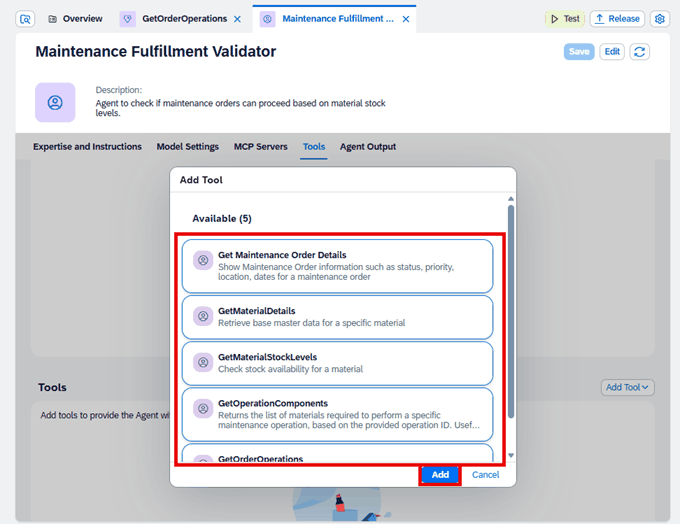 Overview
GetOrderOperations
Maintenance Fulfillment ...
Test
Release
Maintenance Fulfillment Validator
Save
Edit
Description:
Agent to check if maintenance orders can proceed based on material stock
levels.
Expertise and Instructions
Model Settings
MCP Servers
Tools
Agent Output
Add Tool
Available (5)
Get Maintenance Order Details
Show Maintenance Order information such as status, priority,
location, dates for a maintenance order
GetMaterialDetails
Retrieve base master data for a specific material
GetMaterialStockLevels
Check stock availability for a material
GetOperationComponents
Returns the list of materials required to perform a specific
maintenance operation, based on the provided operation ID. Usef...
GetOrderOperations
Add
Cancel
Tools
Add Tool
Add tools to provide the Agent wi